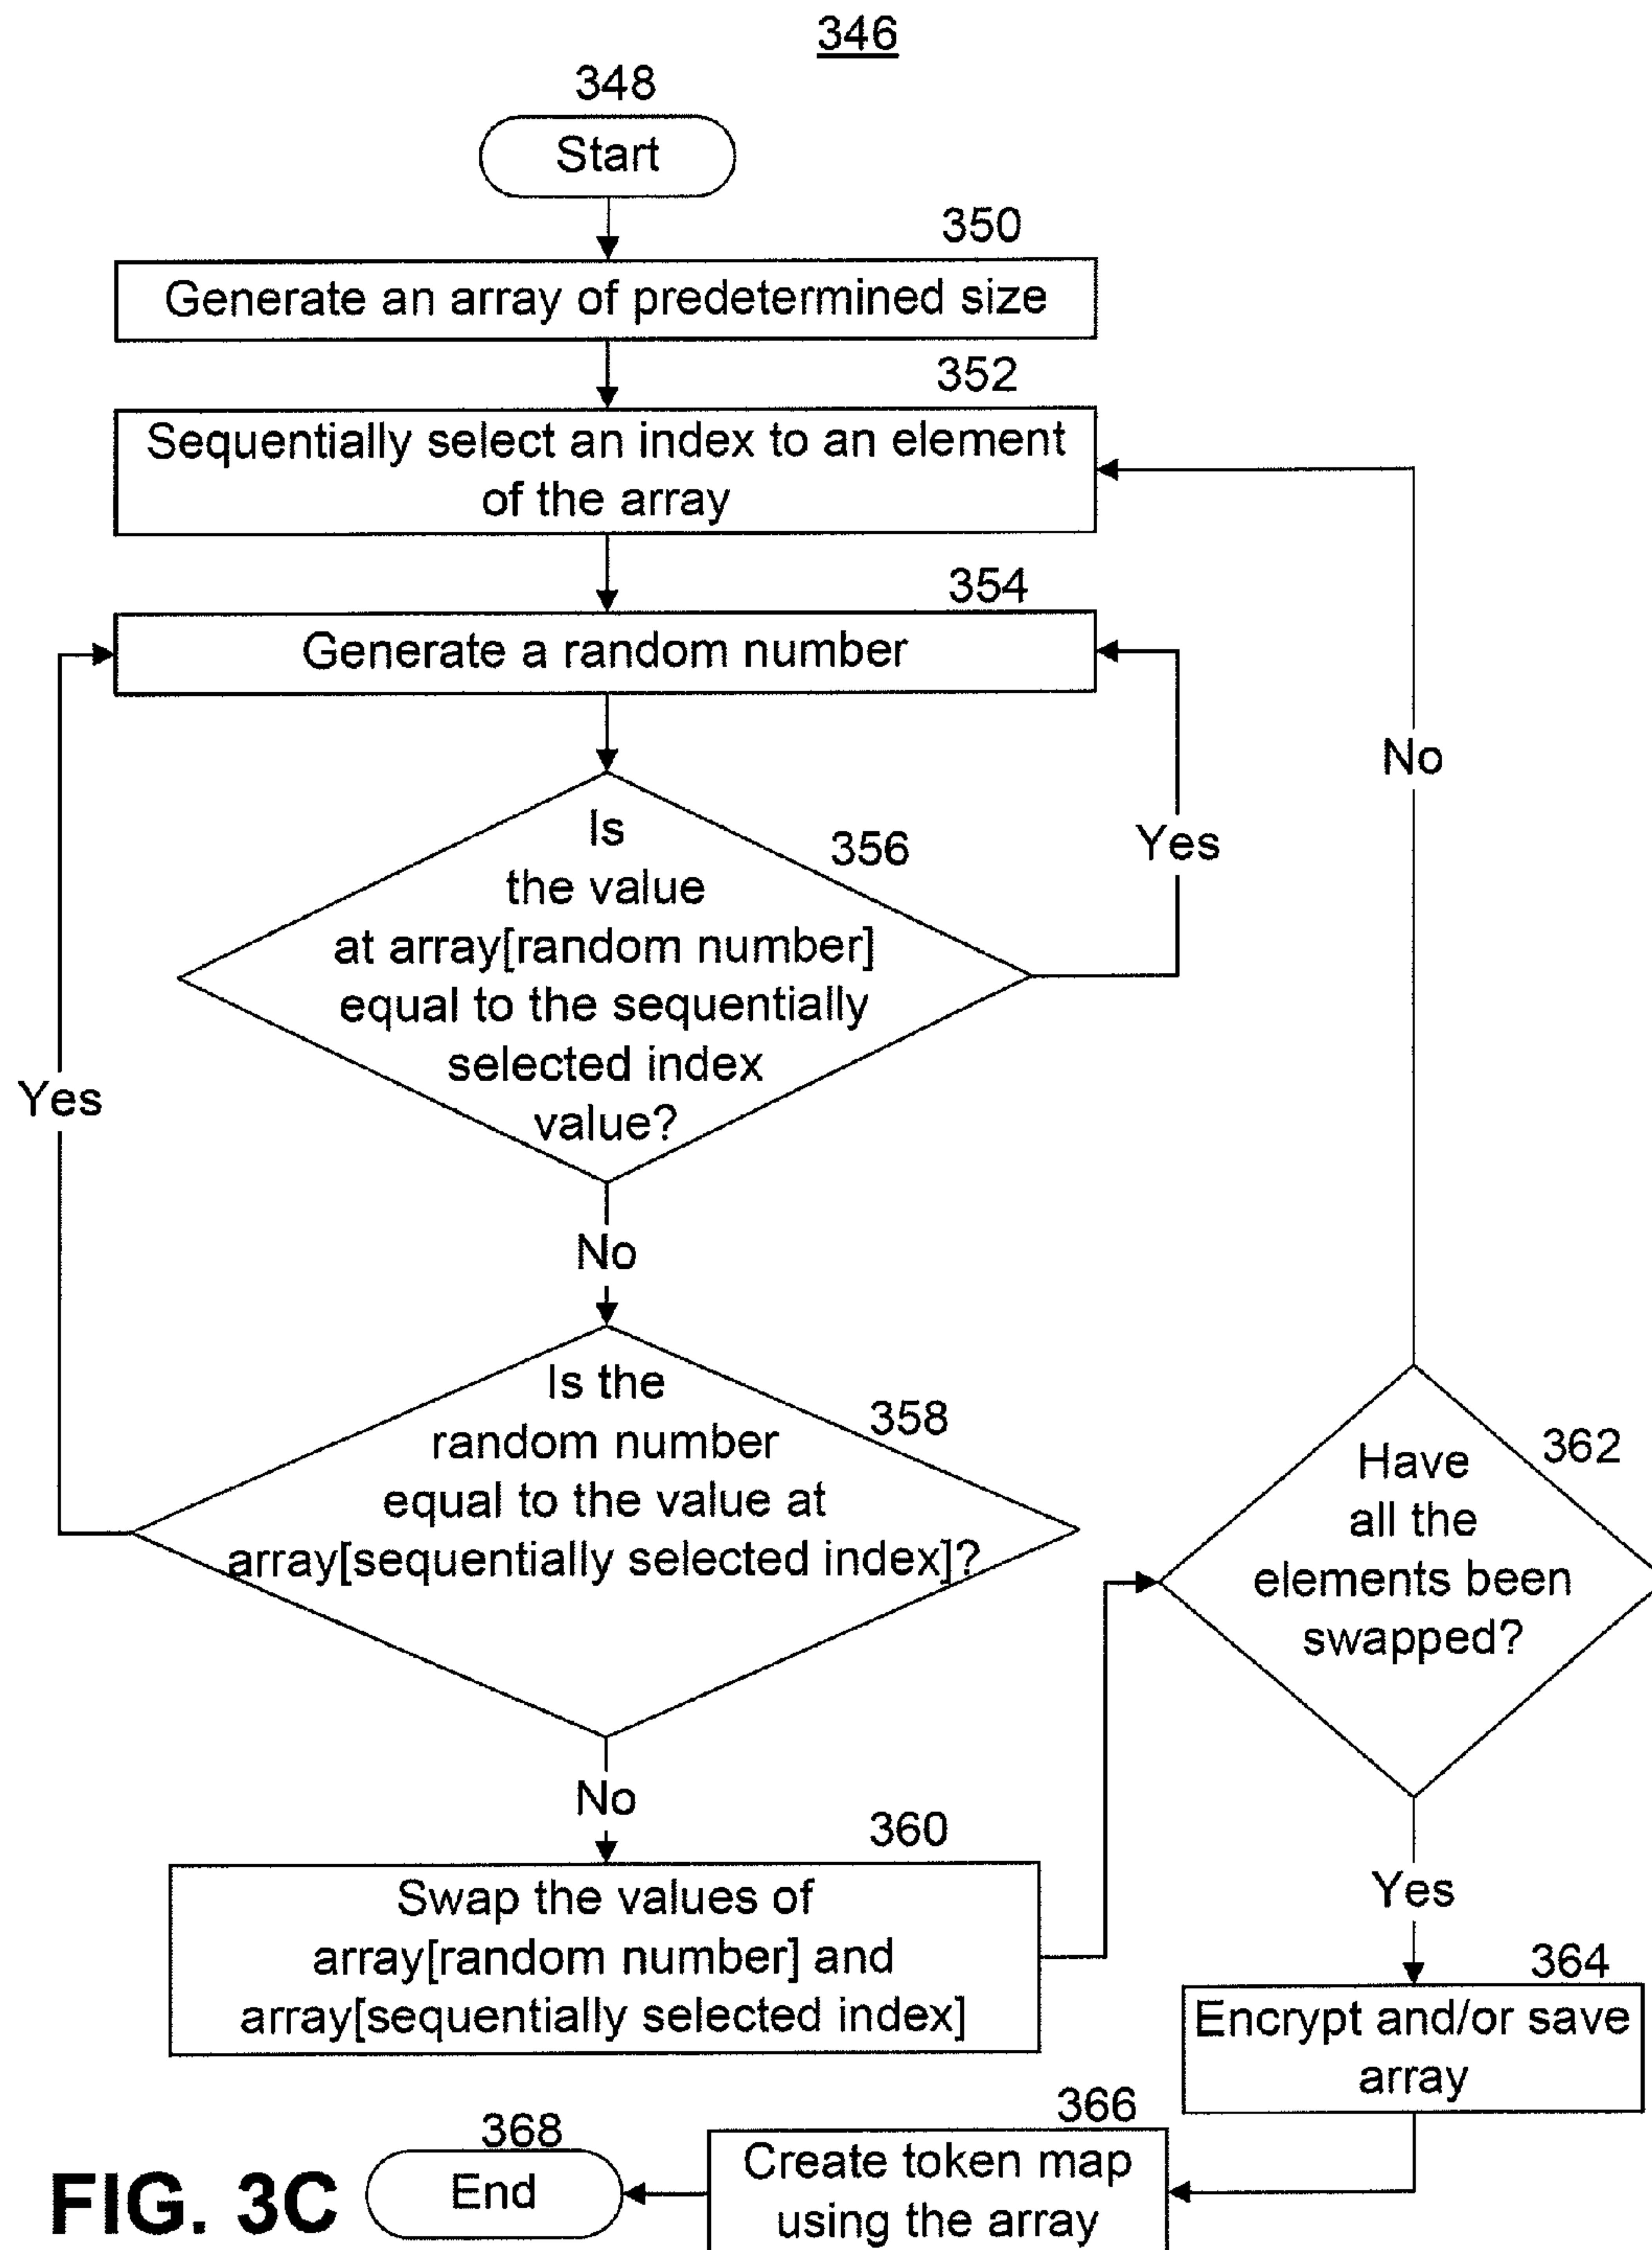 346
348
Start
350
Generate an array of predetermined size
352
Sequentially select an index to an element
of the array
354
Generate a random number
Is
the value
at array[random number]
equal to the sequentially
selected index
value?
356
Yes
No
Yes
No
Is the
random number
equal to the value at
array[sequentially selected index]?
358
Have
all the
elements been
swapped?
362
No
360
Swap the values of
array[random number] and
array[sequentially selected index]
Yes
364
Encrypt and/or save
array
366
Create token map
using the array
368
End
FIG. 3C